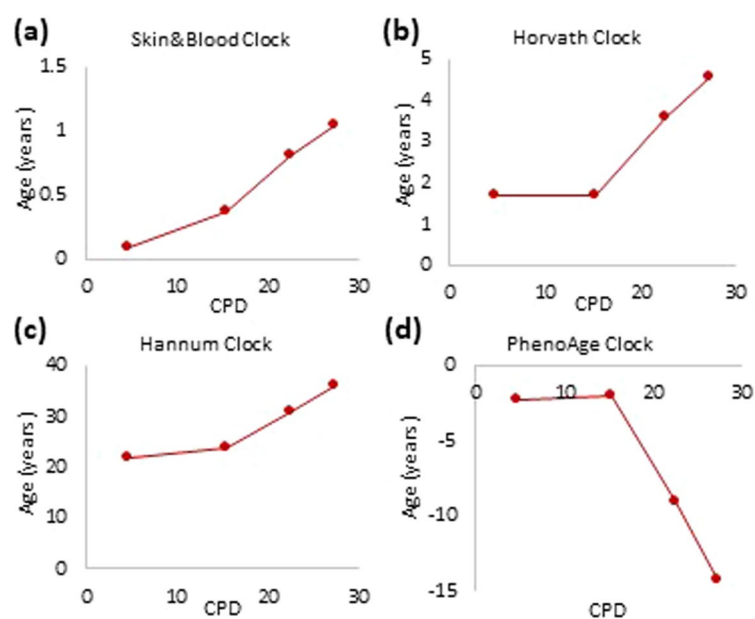 (a)
Skin&Blood Clock
1.5
1
0.5
0
Age (years)
0 10 20 30
CPD
(b)
Horvath Clock
5
4
3
2
1
0
Age (years)
0 10 20 30
CPD
(c)
Hannum Clock
40
30
20
10
0
Age (years)
0 10 20 30
CPD
(d)
PhenoAge Clock
0
-5
-10
-15
Age (years)
0 10 20 30
CPD